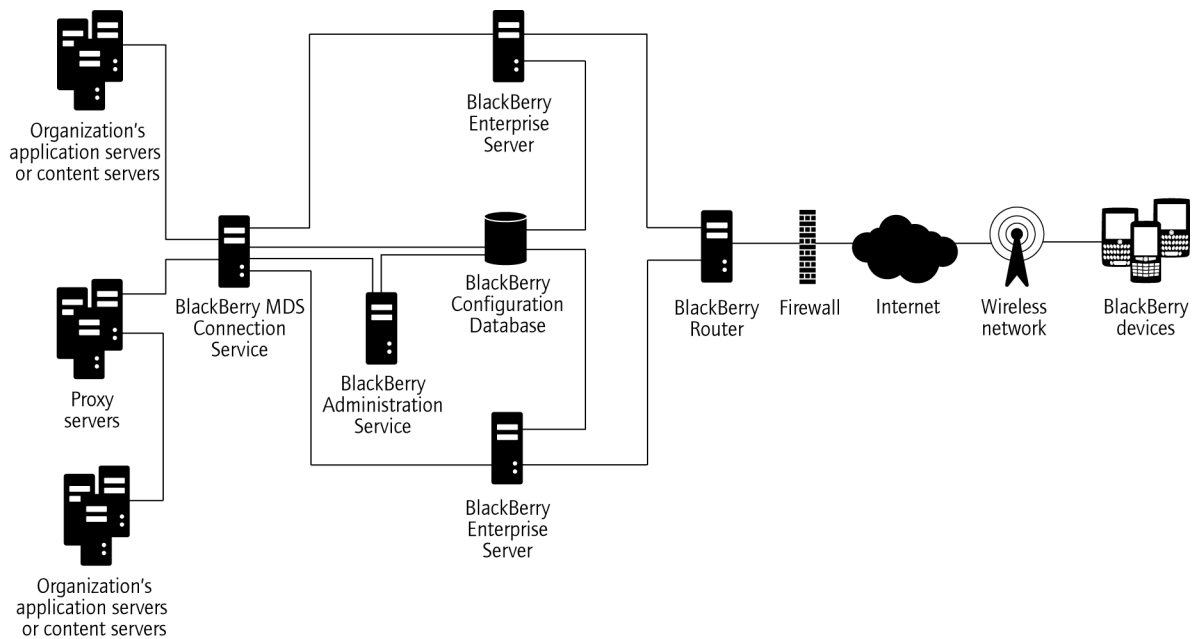 BlackBerry
Enterprise
Server
Organization's
application servers
or content servers
BlackBerry MDS
Connection
Service
BlackBerry
Configuration
Database
BlackBerry
Router
Firewall
Internet
Wireless
network
BlackBerry
devices
Proxy
servers
BlackBerry
Administration
Service
BlackBerry
Enterprise
Server
Organization's
application servers
or content servers